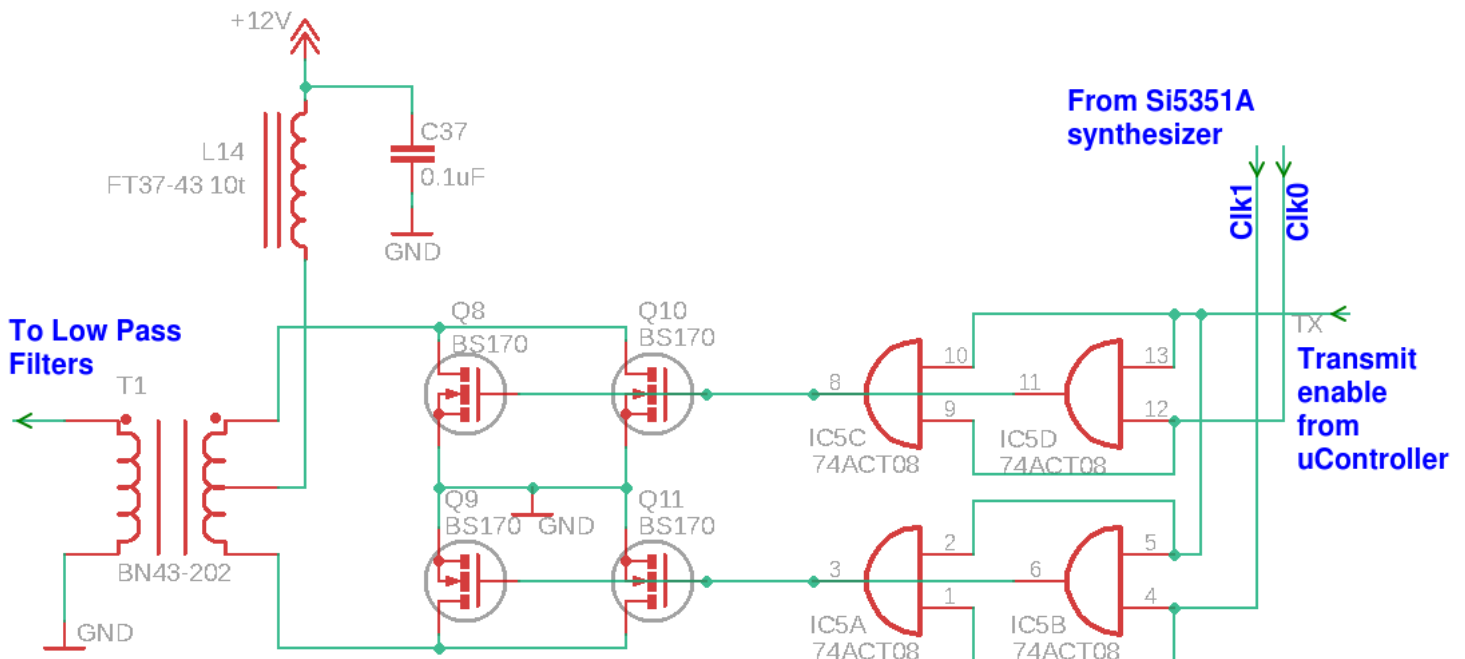 +12V
C37
0.1uF
L14
FT37-43 10t
GND
From Si5351A
synthesizer
Clk1
Clk0
To Low Pass
Filters
T1
BN43-202
GND
Q8
BS170
Q10
BS170
TX
Transmit
enable
from
uController
10
9
8
IC5C
74ACT08
13
12
11
IC5D
74ACT08
Q9
BS170
GND
Q11
BS170
2
1
3
IC5A
74ACT08
5
4
6
IC5B
74ACT08